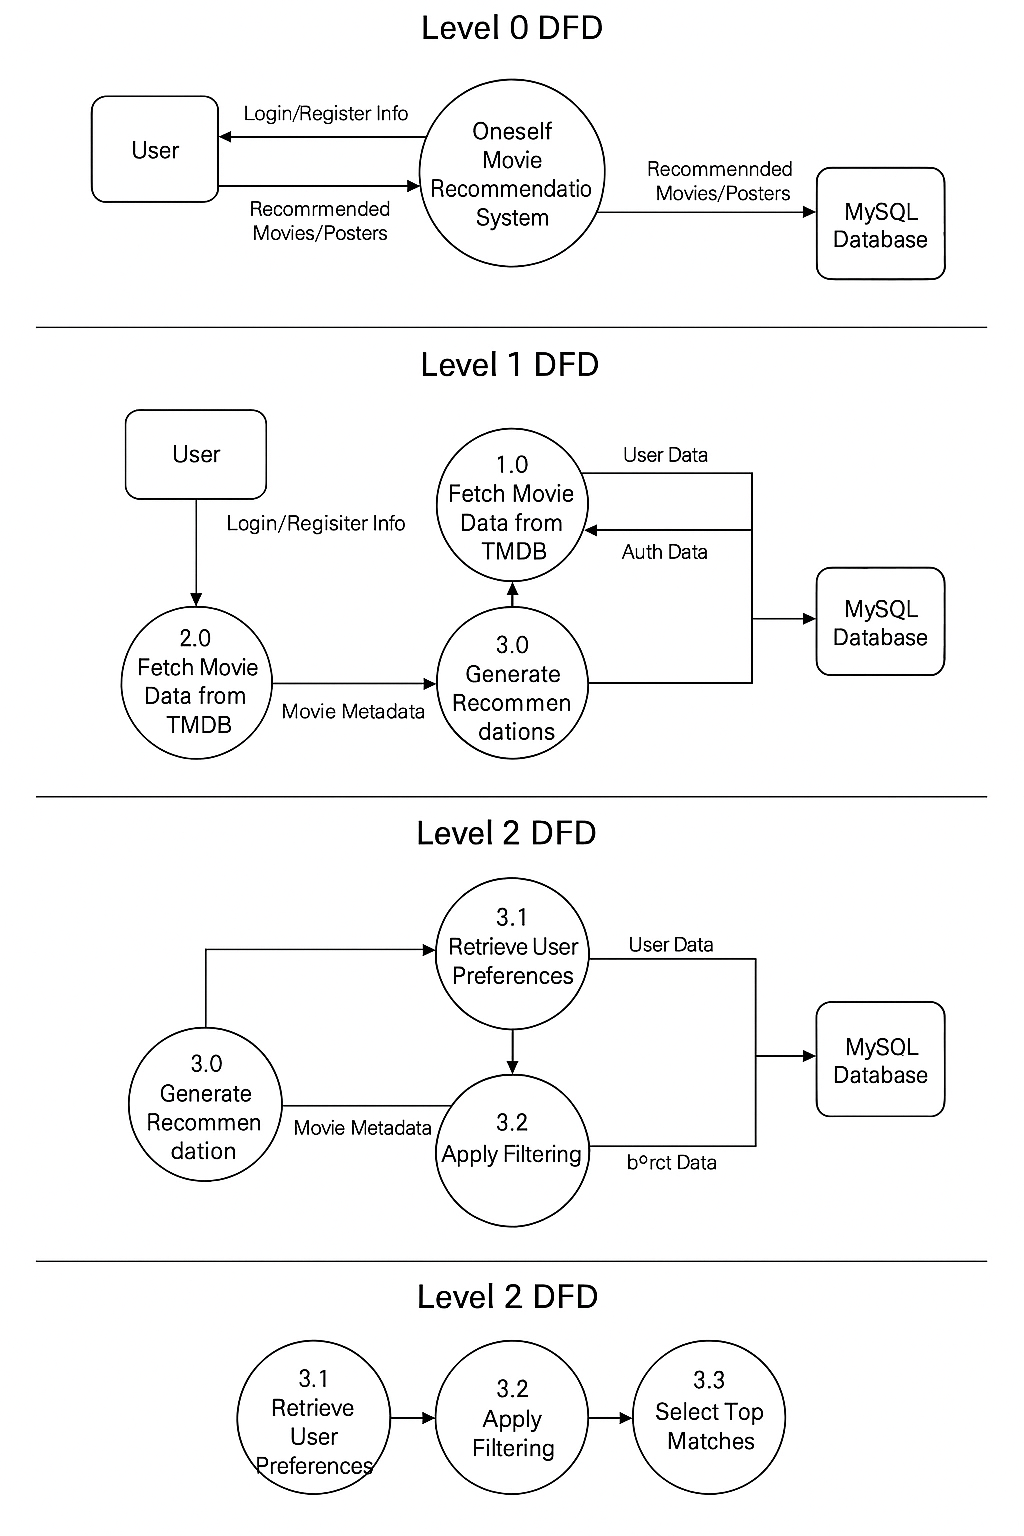 Level 0 DFD
User
Login/Register Info
Recomrmended
Movies/Posters
Oneself
Movie
Recommendatio
System
Recommennded
Movies/Posters
MySQL
Database
Level 1 DFD
User
Login/Regisiter Info
1.0
Fetch Movie
Data from
TMDB
User Data
Auth Data
MySQL
Database
2.0
Fetch Movie
Data from
TMDB
Movie Metadata
3.0
Generate
Recommen
dations
Level 2 DFD
3.1
Retrieve User
Preferences
User Data
MySQL
Database
3.0
Generate
Recommen
dation
Movie Metadata
3.2
Apply Filtering
bºrct Data
Level 2 DFD
3.1
Retrieve
User
Preferences
3.2
Apply
Filtering
3.3
Select Top
Matches